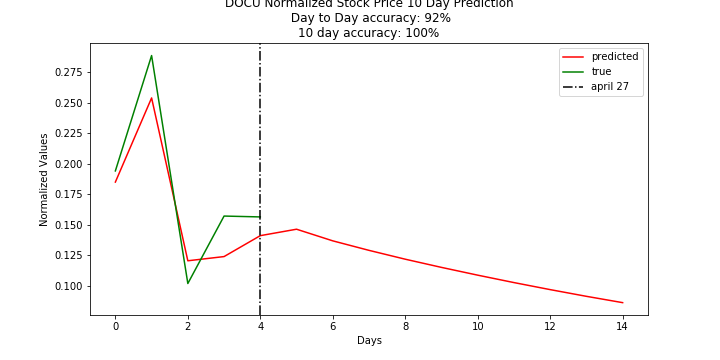 DOCU Normalized Stock Price 10 Day Prediction
Day to Day accuracy: 92%
10 day accuracy: 100%
predicted
true
april 27
Normalized Values
0.275
0.250
0.225
0.200
0.175
0.150
0.125
0.100
0 2 4 6 8 10 12 14
Days